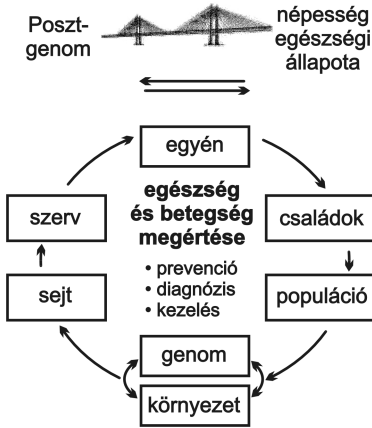 Poszt-
genom
népesség
egészségi
állapota
egyén
szerv
egészség
és betegség
megértése
családok
sejt
• prevenció
• diagnózis
• kezelés
populáció
genom
környezet